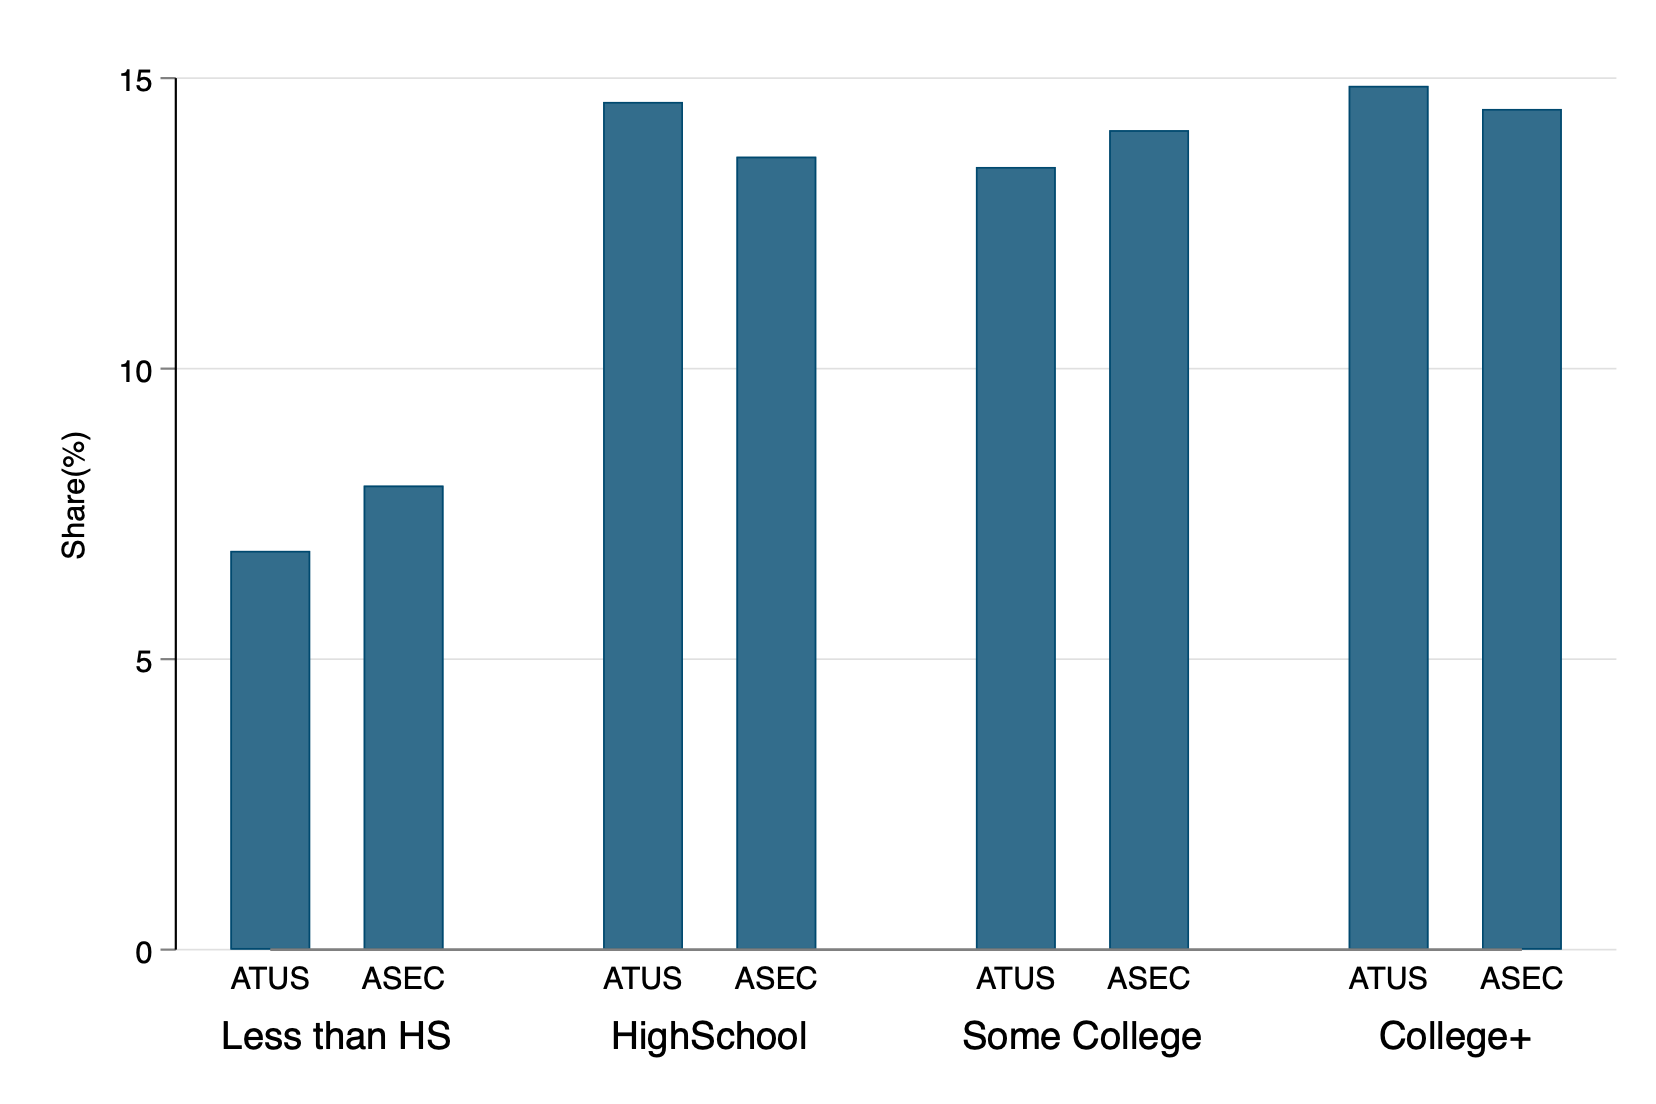 15
10
5
0
Share(%)
ATUS ASEC ATUS ASEC ATUS ASEC ATUS ASEC
Less than HS HighSchool Some College College+